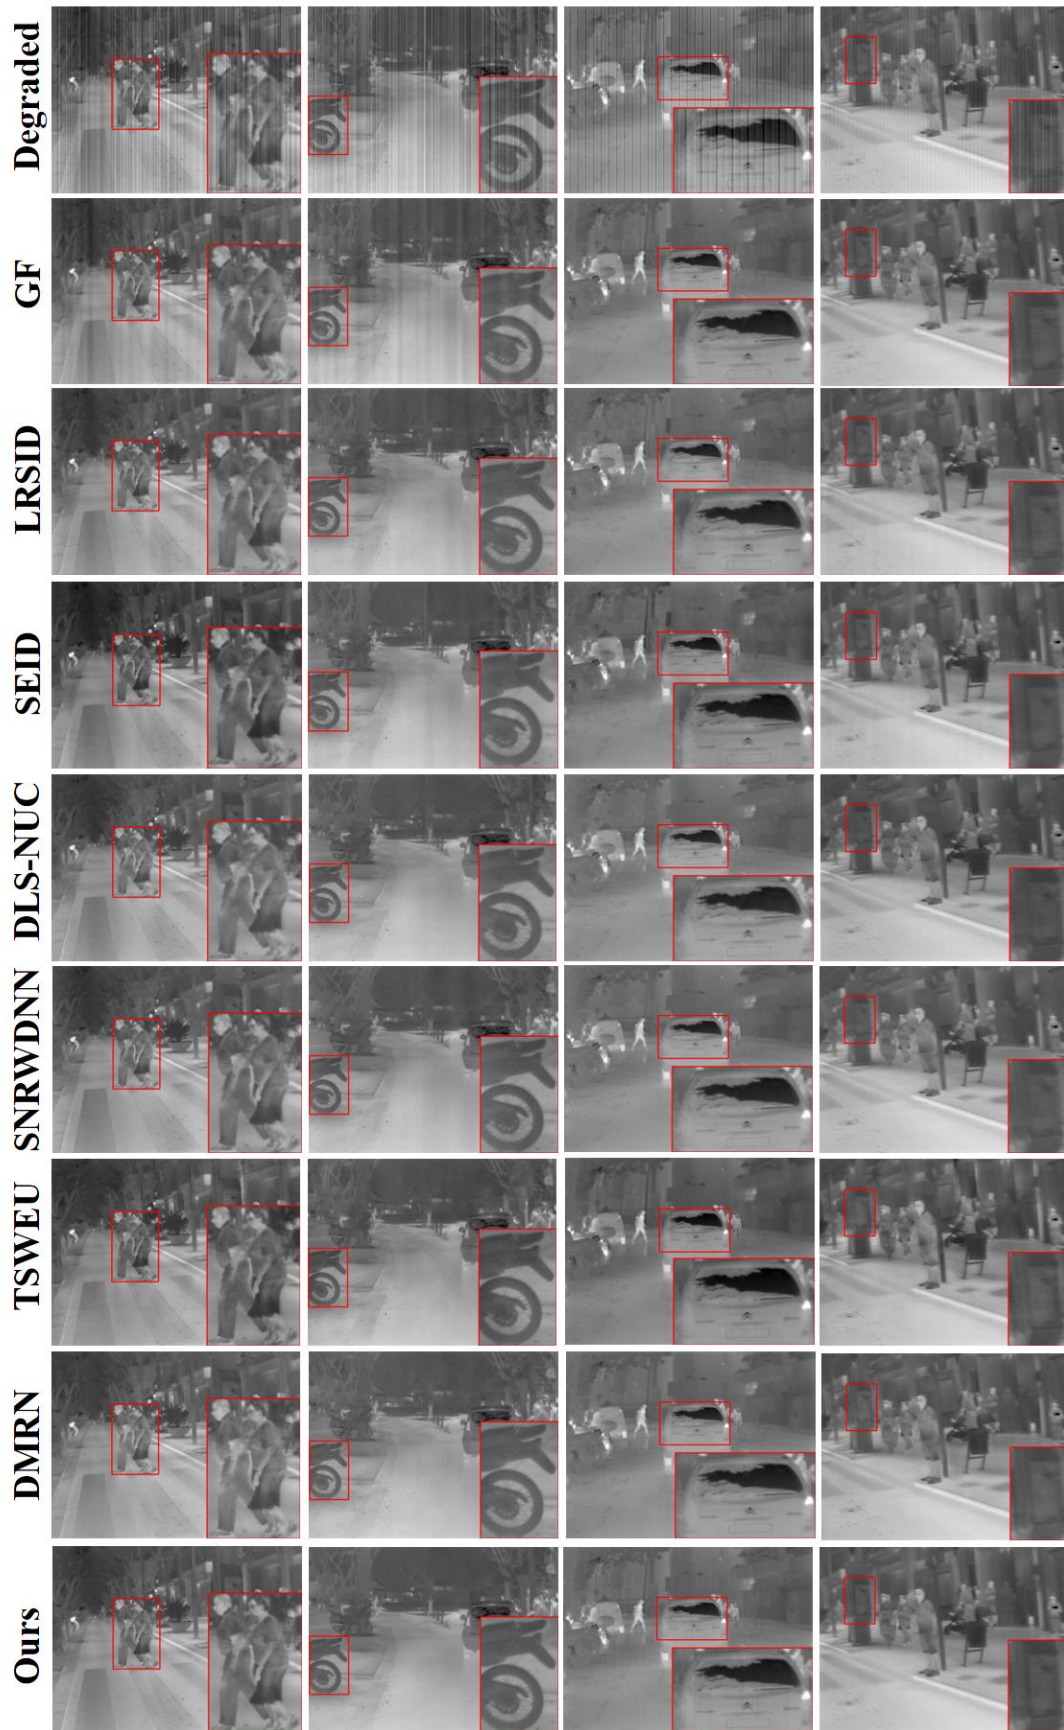 Degraded
GF
LRSID
SEID
DLS-NUC
SNRWDNN
TSWEU
DMRN
Ours